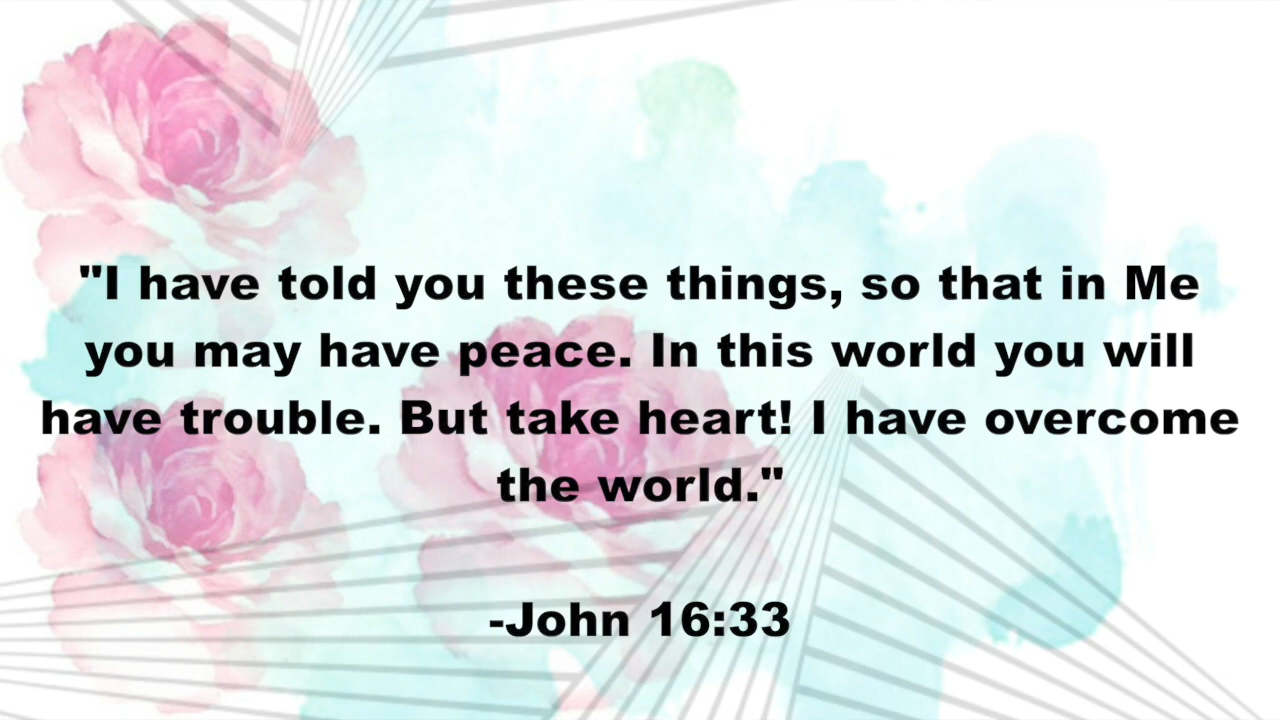 "I have told you these things, so that in Me
you may have peace. In this world you will
have trouble. But take heart! I have overcome
the world."
-John 16:33